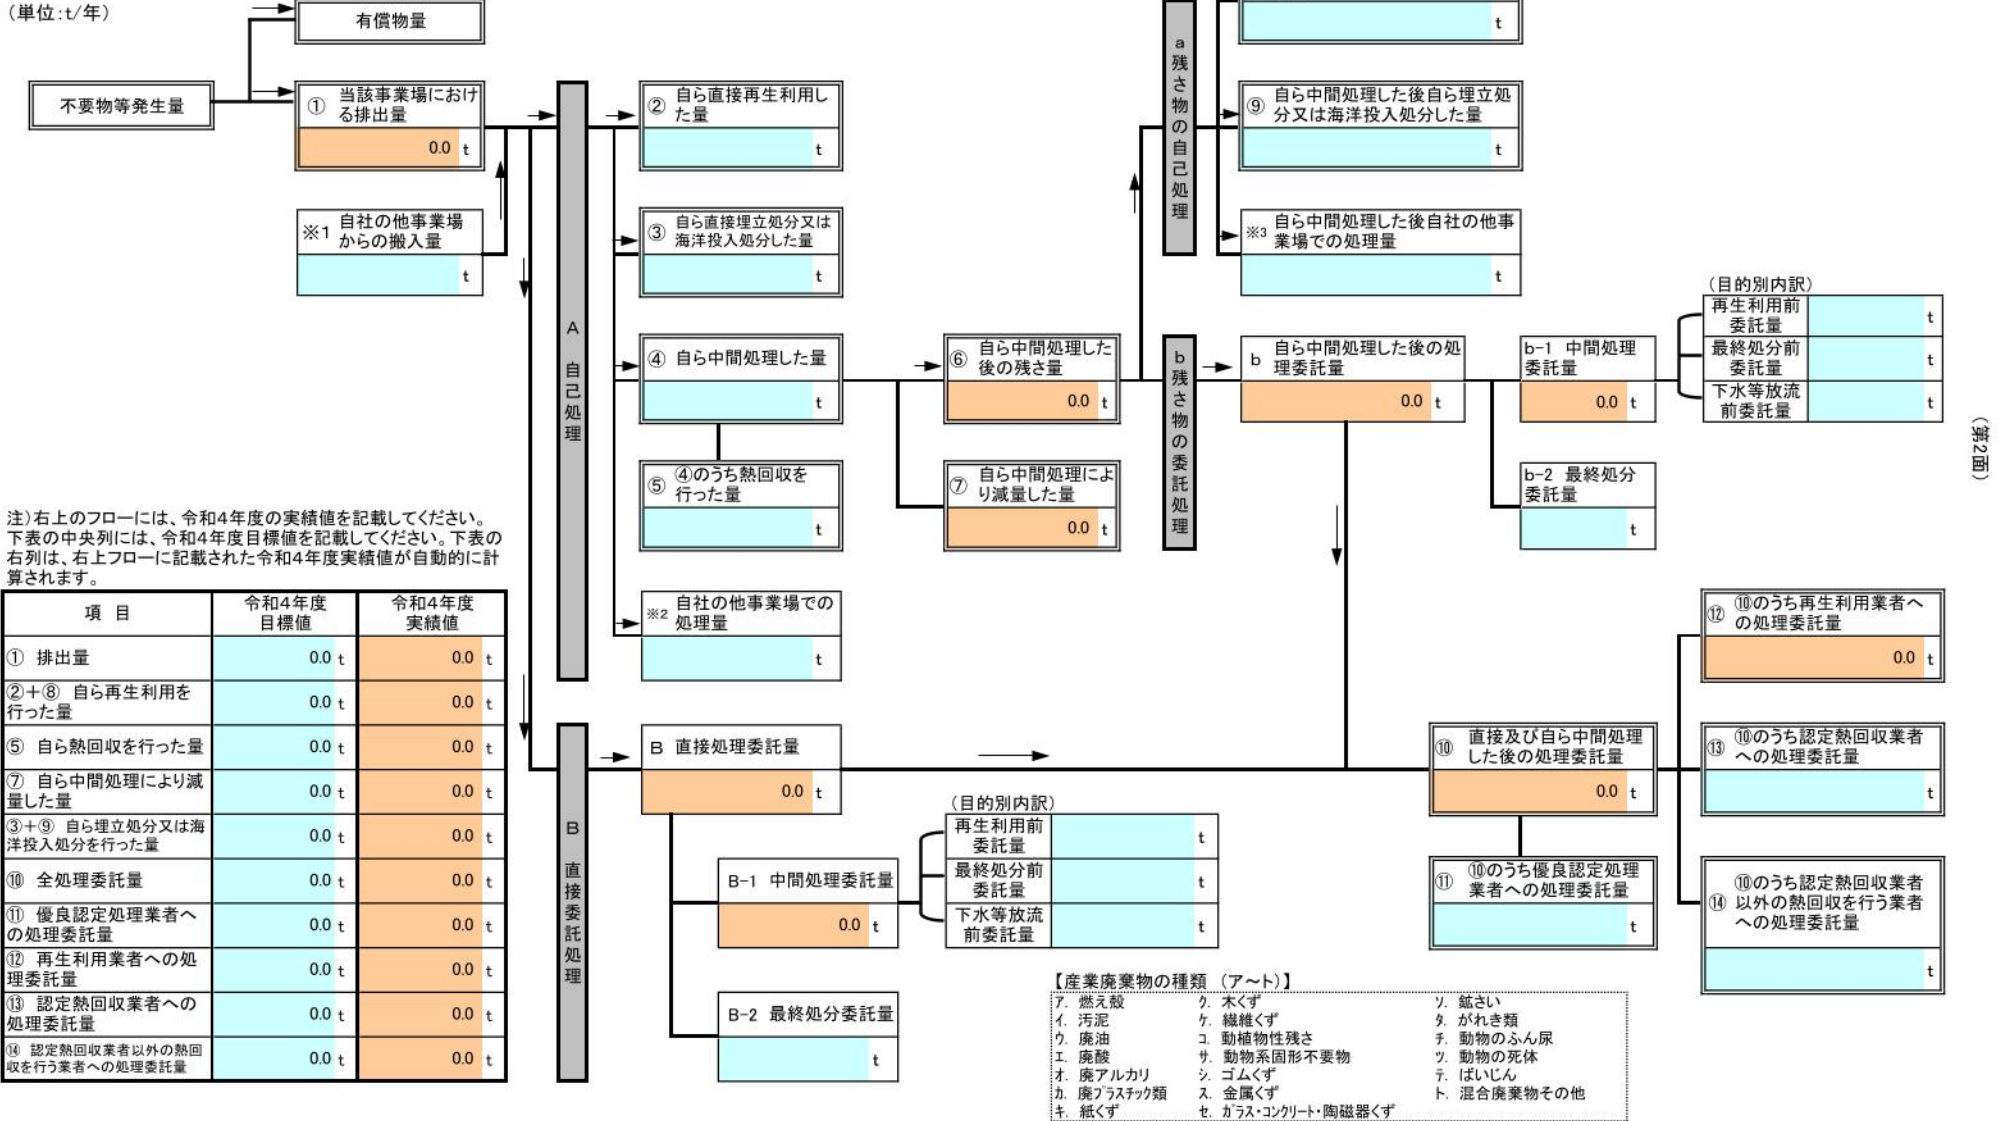 (単位:t/年)
有償物量
t
不要物等発生量
① 当該事業場におけ
る排出量
0.0 t
※1 自社の他事業場
からの搬入量
t
A 自己処理
② 自ら直接再生利用し
た量
t
③ 自ら直接埋立処分又は
海洋投入処分した量
t
④ 自ら中間処理した量
t
⑤ ④のうち熱回収を
行った量
t
※2 自社の他事業場での
処理量
t
⑥ 自ら中間処理した
後の残さ量
0.0 t
⑦ 自ら中間処理によ
り減量した量
0.0 t
a 残さ物の自己処理
⑨ 自ら中間処理した後自ら埋立処
分又は海洋投入処分した量
t
※3 自ら中間処理した後自社の他事
業場での処理量
t
b 残さ物の委託処理
b 自ら中間処理した後の処
理委託量
0.0 t
b-1 中間処理
委託量
0.0 t
(目的別内訳)
再生利用前
委託量
t
最終処分前
委託量
t
下水等放流
前委託量
t
b-2 最終処分
委託量
t
(第2面)
注)右上のフローには、令和4年度の実績値を記載してください。
下表の中央列には、令和4年度目標値を記載してください。下表の
右列は、右上フローに記載された令和4年度実績値が自動的に計
算されます。
項 目 令和4年度
目標値 令和4年度
実績値
① 排出量 0.0 t 0.0 t
②+⑧ 自ら再生利用を
行った量 0.0 t 0.0 t
⑤ 自ら熱回収を行った量 0.0 t 0.0 t
⑦ 自ら中間処理により減
量した量 0.0 t 0.0 t
③+⑨ 自ら埋立処分又は海
洋投入処分を行った量 0.0 t 0.0 t
⑩ 全処理委託量 0.0 t 0.0 t
⑪ 優良認定処理業者へ
の処理委託量 0.0 t 0.0 t
⑫ 再生利用業者への処
理委託量 0.0 t 0.0 t
⑬ 認定熱回収業者への
処理委託量 0.0 t 0.0 t
⑭ 認定熱回収業者以外の熱回
収を行う業者への処理委託量 0.0 t 0.0 t
B 直接委託処理
B 直接処理委託量
0.0 t
B-1 中間処理委託量
0.0 t
(目的別内訳)
再生利用前
委託量
t
最終処分前
委託量
t
下水等放流
前委託量
t
B-2 最終処分委託量
t
⑩ 直接及び自ら中間処理
した後の処理委託量
0.0 t
⑪ ⑩のうち優良認定処理
業者への処理委託量
t
⑫ ⑩のうち再生利用業者へ
の処理委託量
0.0 t
⑬ ⑩のうち認定熱回収業者
への処理委託量
t
⑭ ⑩のうち認定熱回収業者
以外の熱回収を行う業者
への処理委託量
t
【産業廃棄物の種類 (ア~ト)】
ア. 燃え殻 ク. 木くず ソ. 鉱さい
イ. 汚泥 ケ. 繊維くず タ. がれき類
ウ. 廃油 コ. 動植物性残さ チ. 動物のふん尿
エ. 廃酸 サ. 動物系固形不要物 ツ. 動物の死体
オ. 廃アルカリ シ. ゴムくず テ. ばいじん
カ. 廃プラスチック類 ス. 金属くず ト. 混合廃棄物その他
キ. 紙くず セ. ガラス・コンクリート・陶磁器くず